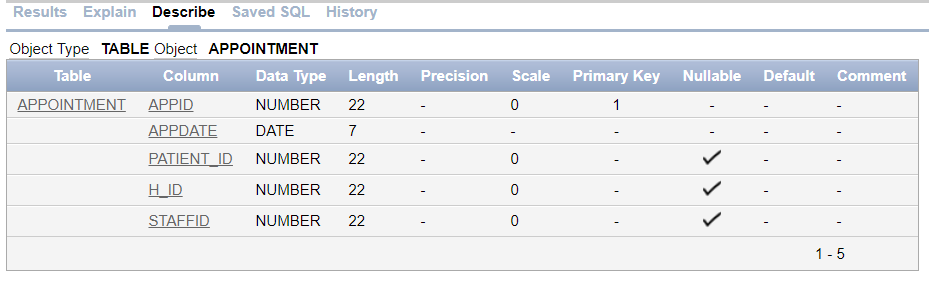 Results Explain Describe Saved SQL History
Object Type TABLE Object APPOINTMENT
Table Column Data Type Length Precision Scale Primary Key Nullable Default Comment
APPOINTMENT APPID NUMBER 22 - 0 1 - - -
APPDATE DATE 7 - - - - - -
PATIENT_ID NUMBER 22 - 0 - ✓ - -
H_ID NUMBER 22 - 0 - ✓ - -
STAFFID NUMBER 22 - 0 - ✓ - -
1 - 5